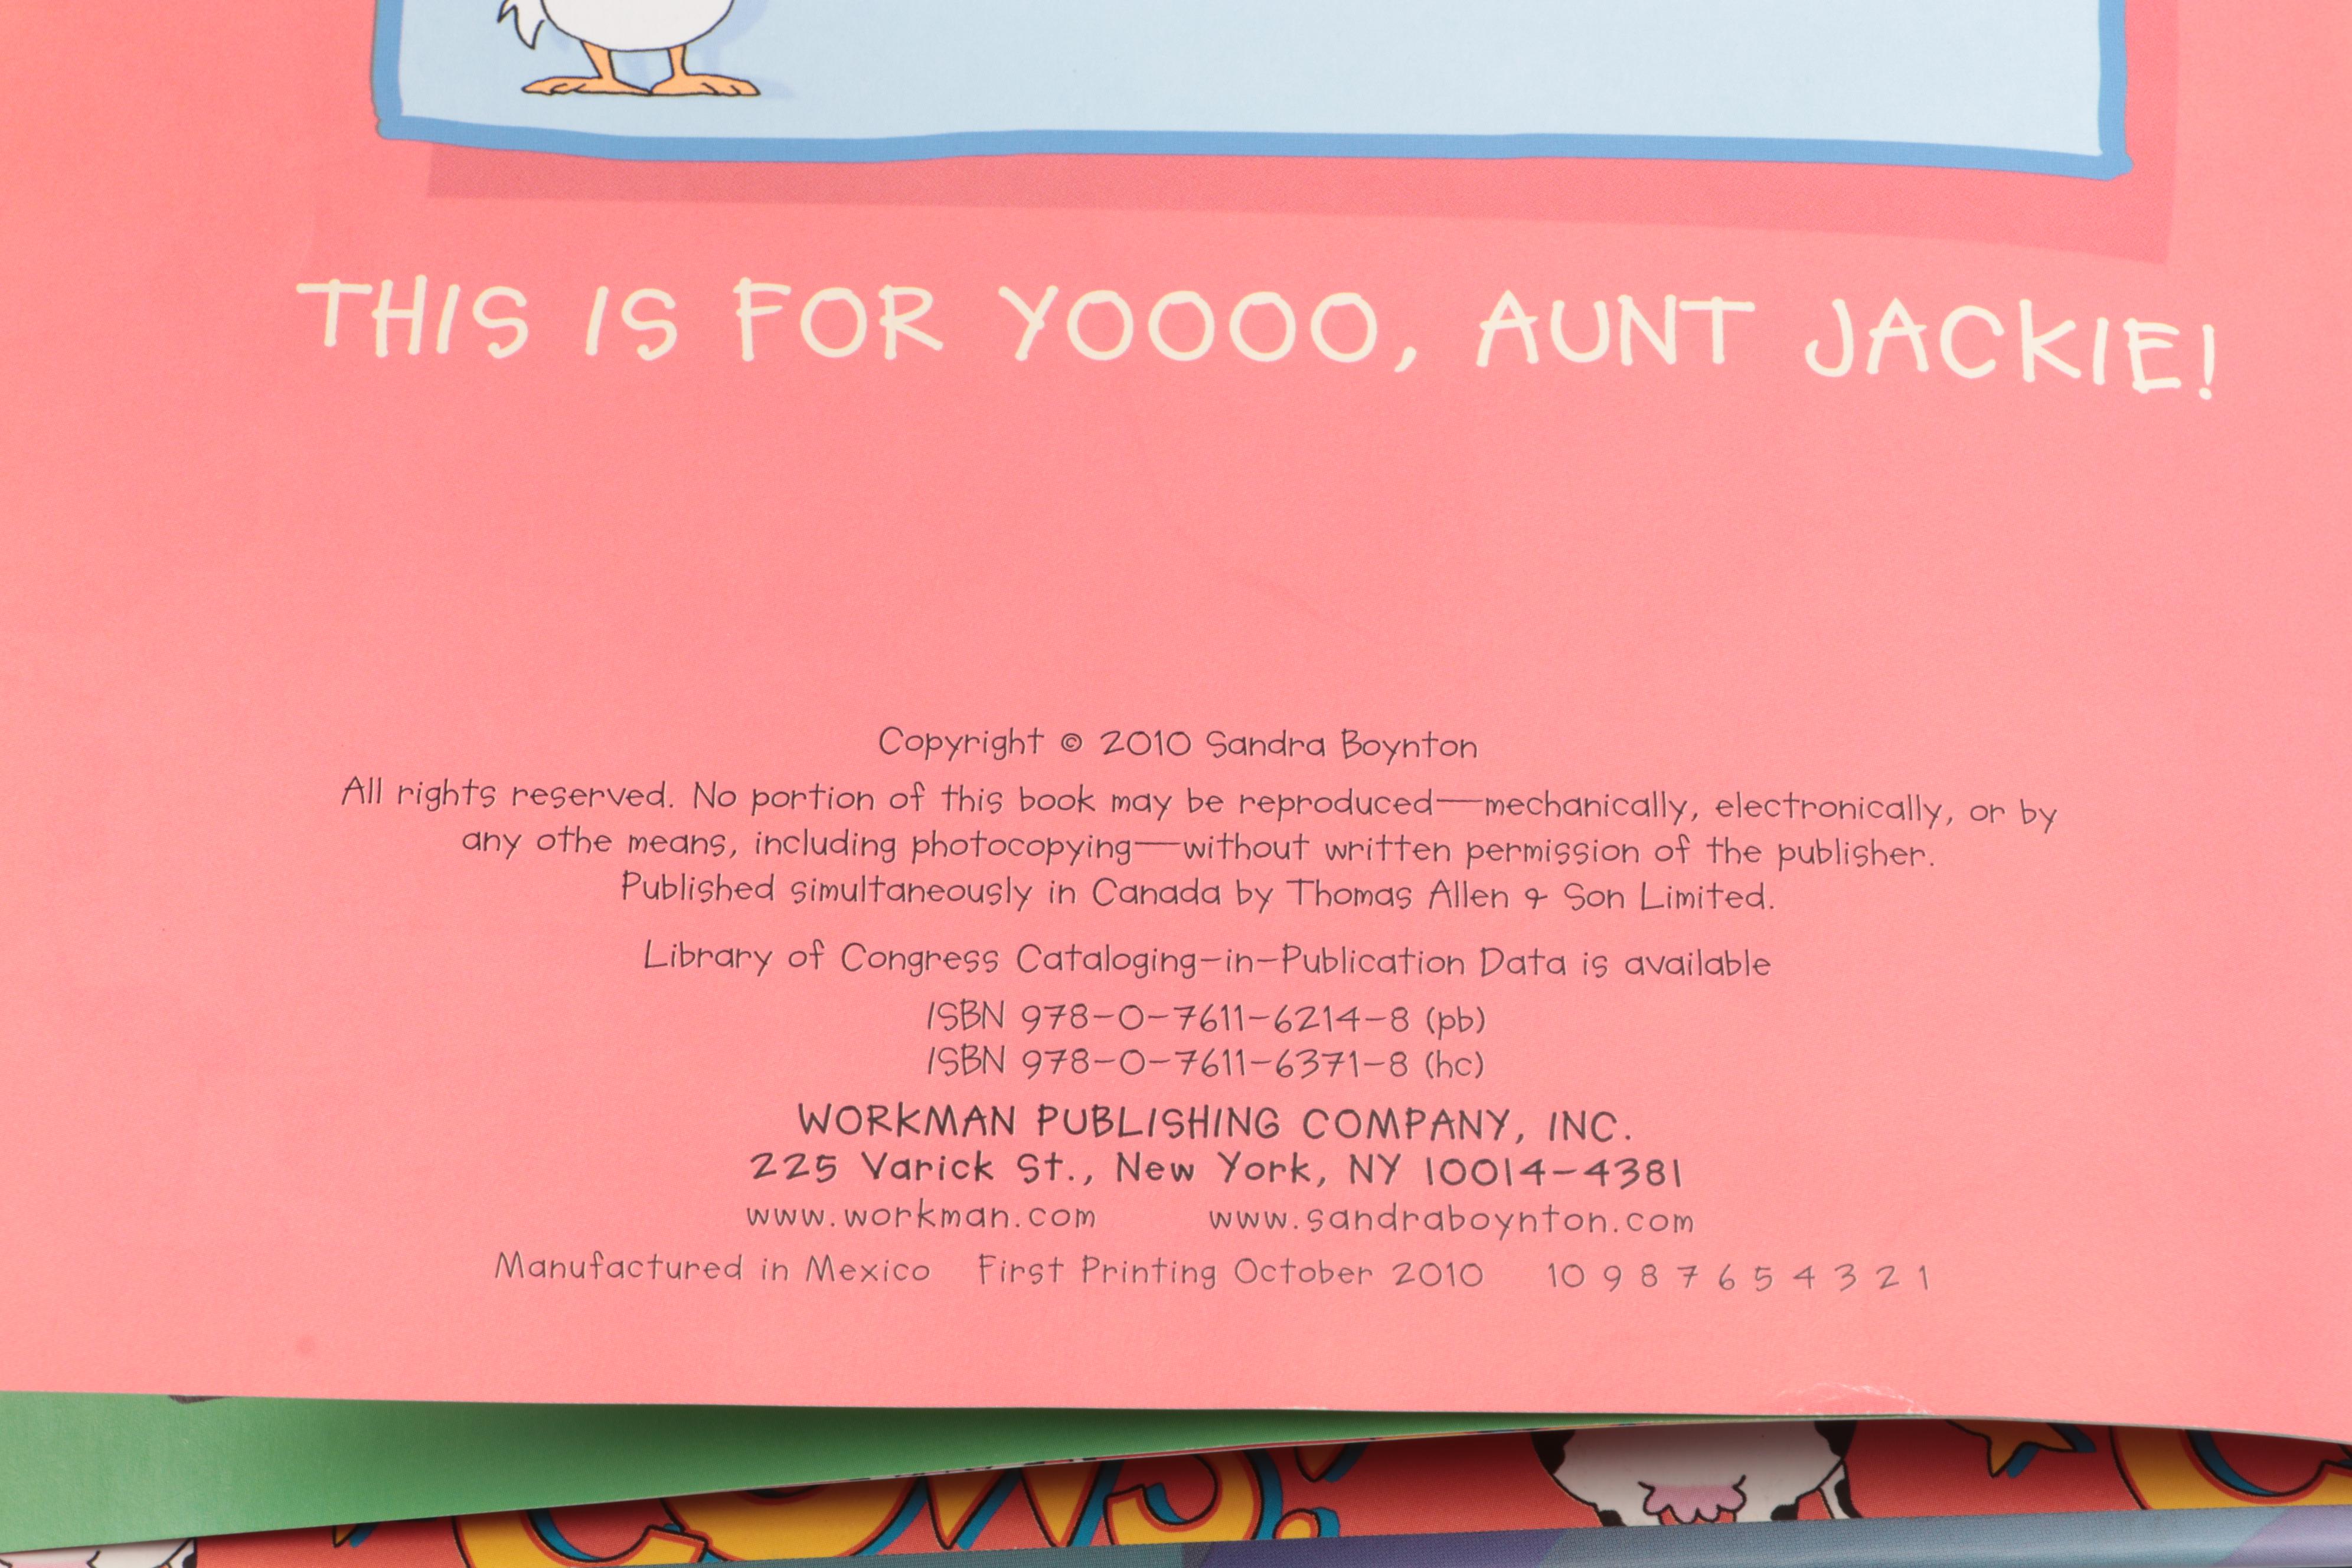 THIS IS FOR YOOOO, AUNT JACKIE!
Copyright © 2010 Sandra Boynton
All rights reserved. No portion of this book may be reproduced—mechanically, electronically, or by
any othe means, including photocopying—without written permission of the publisher.
Published simultaneously in Canada by Thomas Allen & Son Limited.
Library of Congress Cataloging-in-Publication Data is available
ISBN 978-0-7611-6214-8 (pb)
ISBN 978-0-7611-6371-8 (hc)
WORKMAN PUBLISHING COMPANY, INC.
225 Varick St., New York, NY 10014-4381
www.workman.com www.sandraboynton.com
Manufactured in Mexico First Printing October 2010 10 9 8 7 6 5 4 3 2 1